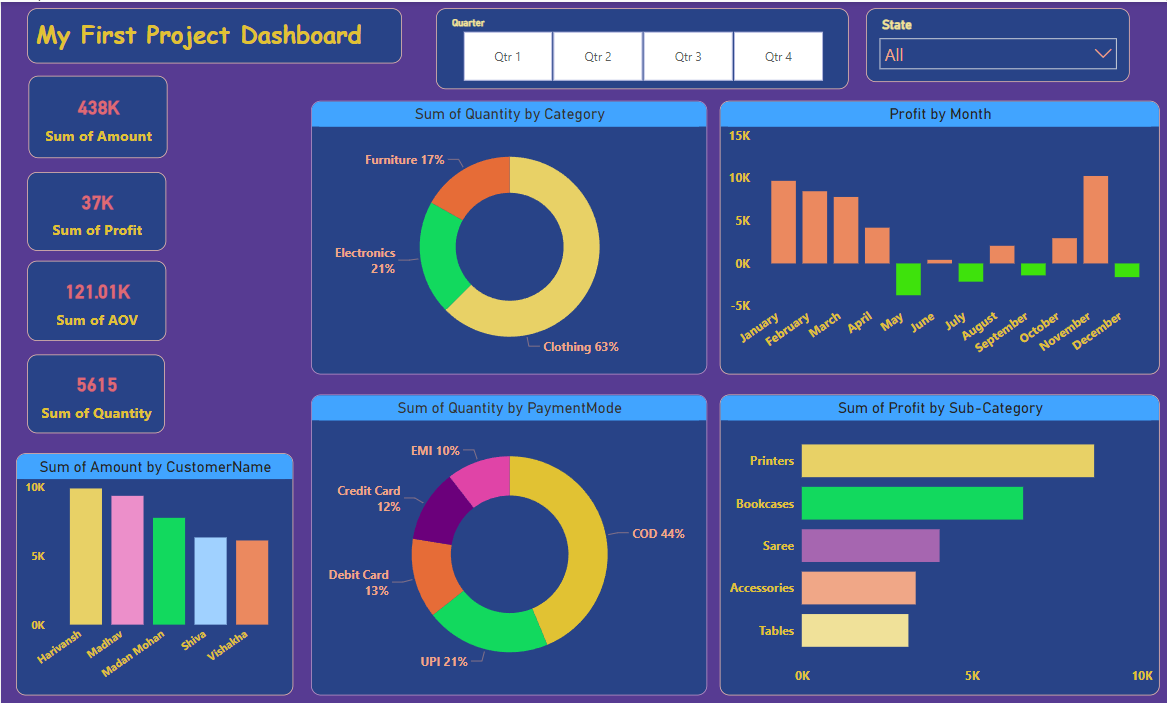 My First Project Dashboard
Quarter
Qtr 1
Qtr 2
Qtr 3
Qtr 4
State
All
438K
Sum of Amount
37K
Sum of Profit
121.01K
Sum of AOV
5615
Sum of Quantity
Sum of Quantity by Category
Furniture 17%
Electronics
21%
Clothing 63%
Profit by Month
15K
10K
5K
0K
-5K
January
February
March
April
May
June
July
August
September
October
November
December
Sum of Amount by CustomerName
10K
5K
0K
Harivansh
Madhav
Madan Mohan
Shiva
Vishakha
Sum of Quantity by PaymentMode
EMI 10%
Credit Card
12%
Debit Card
13%
UPI 21%
COD 44%
Sum of Profit by Sub-Category
Printers
Bookcases
Saree
Accessories
Tables
0K
5K
10K